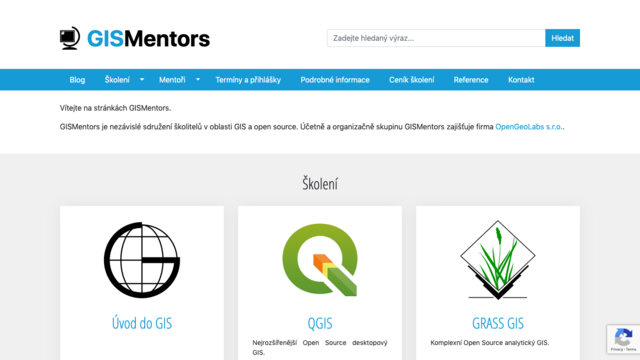 GISMentors
Zadejte hledaný výraz...
Hledat
Blog
Školení
Mentoři
Termíny a přihlášky
Podrobné informace
Ceník školení
Reference
Kontakt
Vítejte na stránkách GISMentors.
GISMentors je nezávislé sdružení školitelů v oblasti GIS a open source. Účetně a organizačně skupinu GISMentors zajišťuje firma OpenGeoLabs s.r.o..
Školení
Úvod do GIS
QGIS
Nejrozšířenější Open Source desktopový
GIS.
GRASS GIS
Komplexní Open Source analytický GIS.
Privacy - Terms